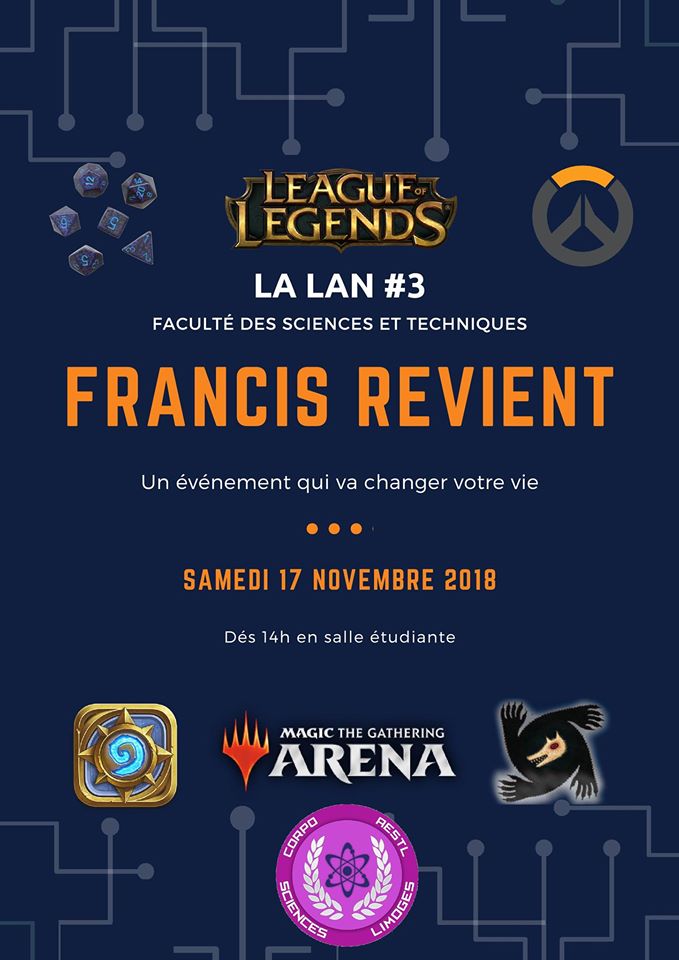 LEAGUE OF
LEGENDS
LA LAN #3
FACULTÉ DES SCIENCES ET TECHNIQUES
FRANCIS REVIENT
Un événement qui va changer votre vie
SAMEDI 17 NOVEMBRE 2018
Dés 14h en salle étudiante
MAGIC THE GATHERING
ARENA
CORPO RESTL
SCIENCES LIMOGES